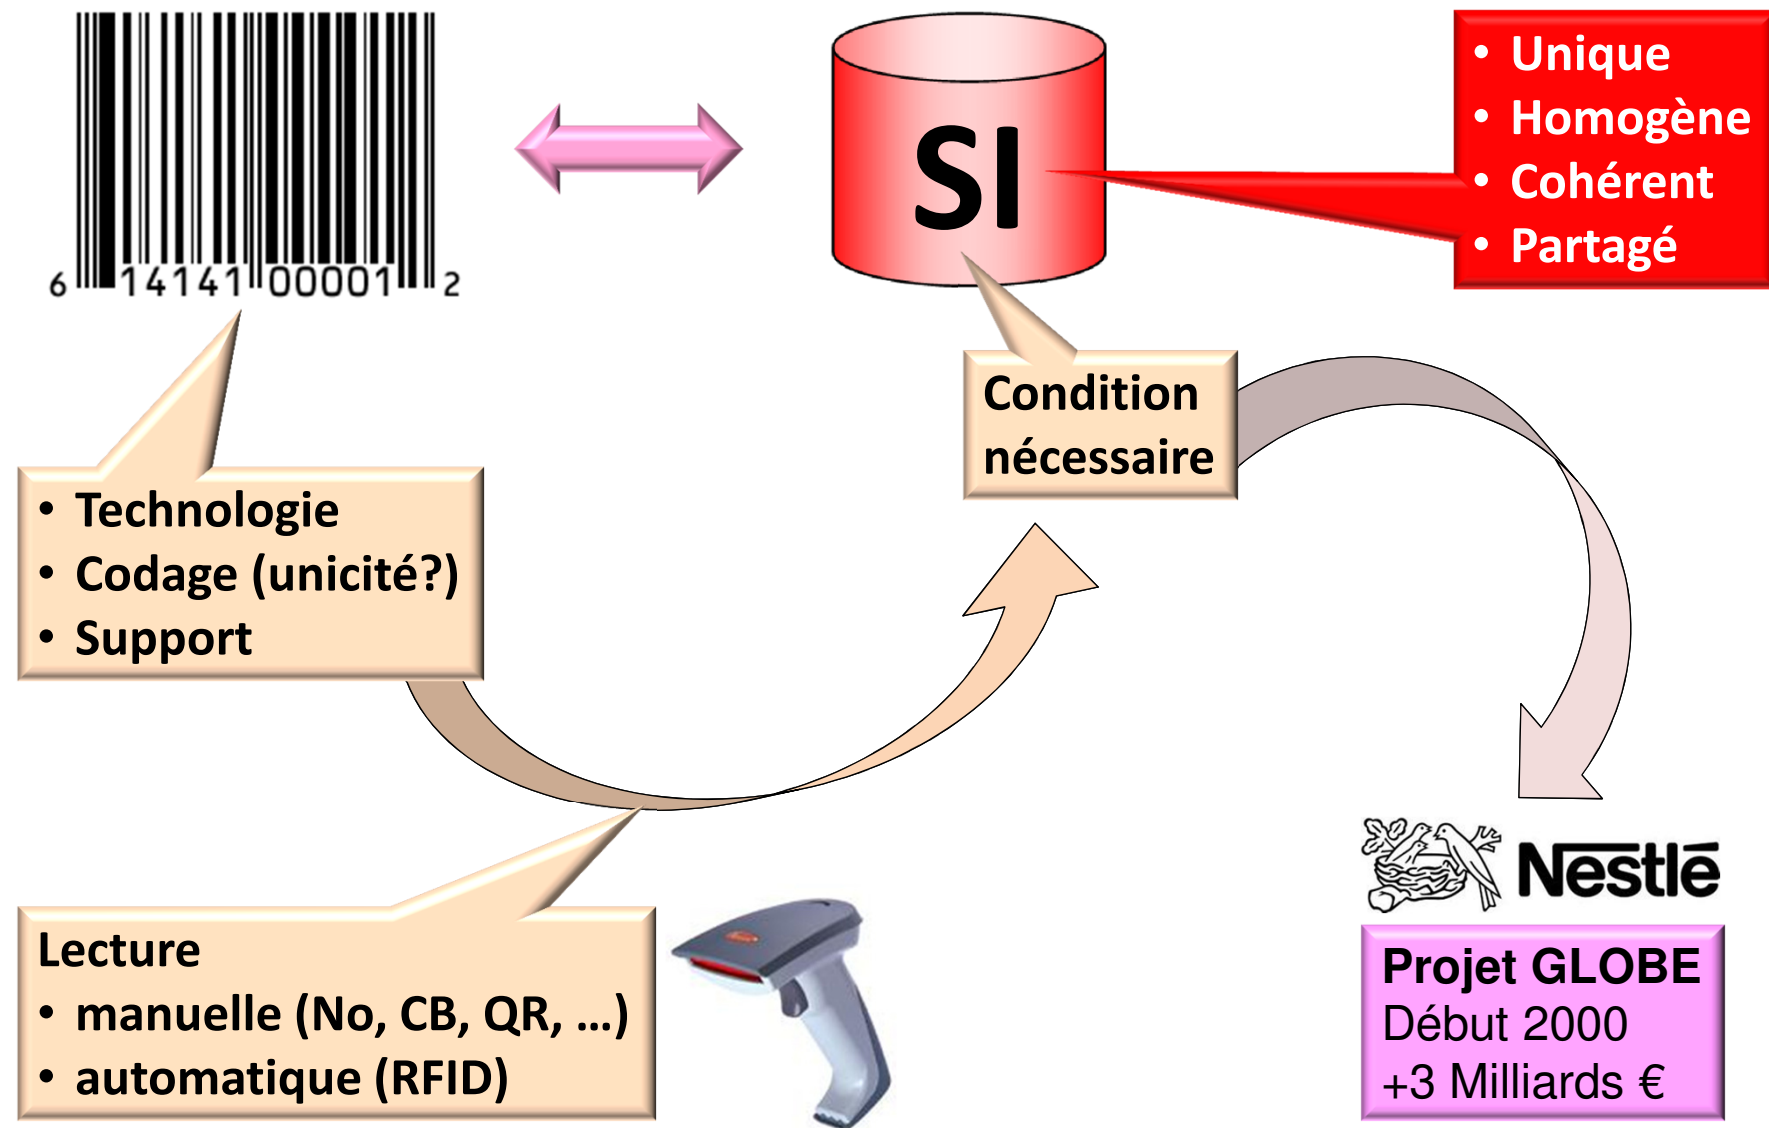 6 14141 00001 2
SI
• Unique
• Homogène
• Cohérent
• Partagé
Condition
nécessaire
• Technologie
• Codage (unicité?)
• Support
Lecture
• manuelle (No, CB, QR, ...)
• automatique (RFID)
Nestlé
Projet GLOBE
Début 2000
+3 Milliards €